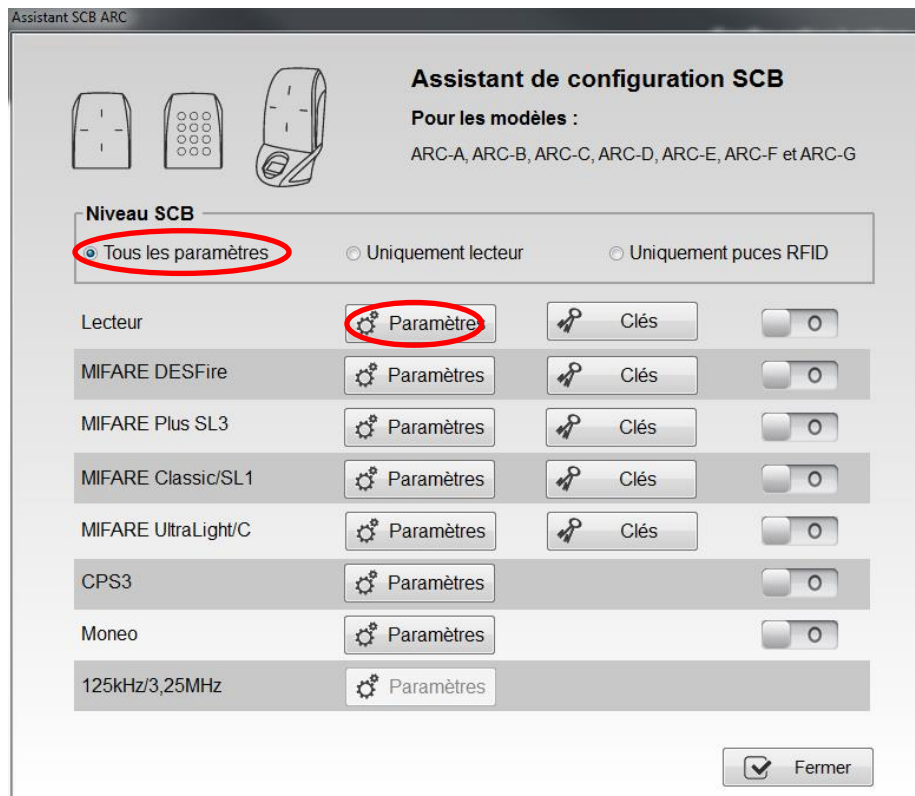 Assistant SCB ARC
Assistant de configuration SCB
Pour les modèles :
ARC-A, ARC-B, ARC-C, ARC-D, ARC-E, ARC-F et ARC-G
Niveau SCB
Tous les paramètres Uniquement lecteur Uniquement puces RFID
Lecteur Paramètres Clés O
MIFARE DESFire Paramètres Clés O
MIFARE Plus SL3 Paramètres Clés O
MIFARE Classic/SL1 Paramètres Clés O
MIFARE UltraLight/C Paramètres Clés O
CPS3 Paramètres O
Moneo Paramètres O
125kHz/3,25MHz Paramètres
Fermer